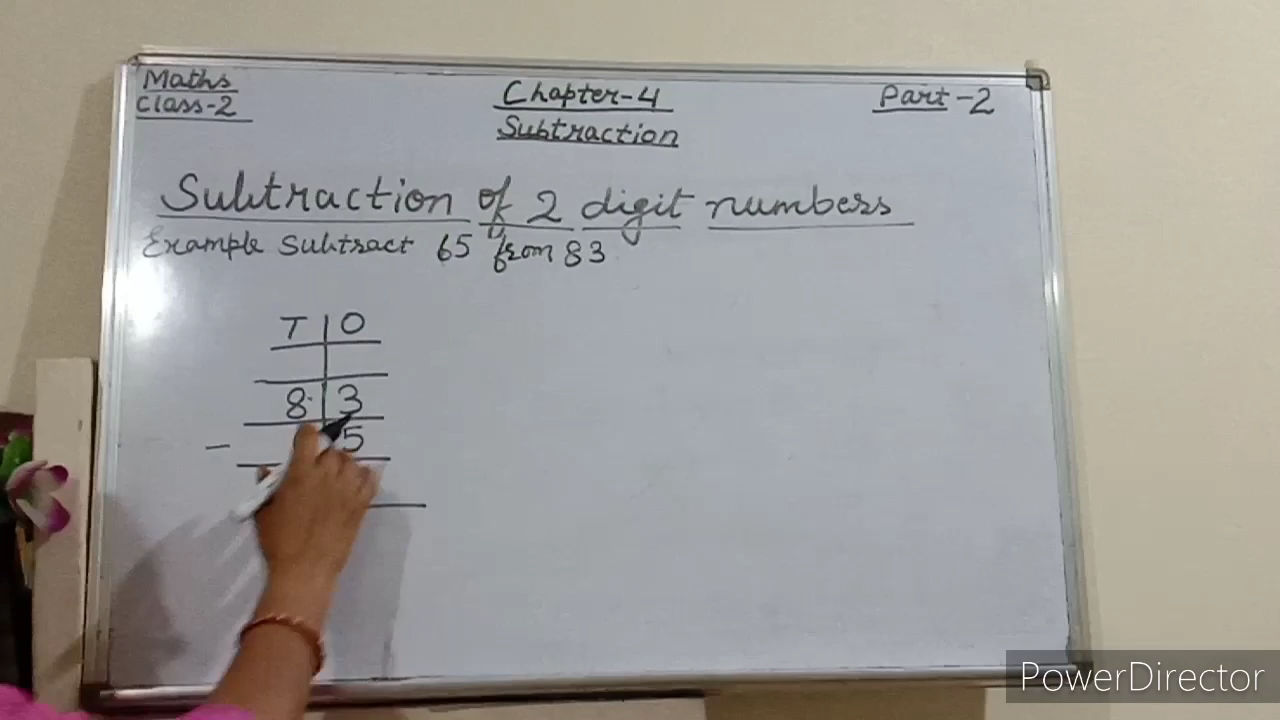 Maths
Class-2
Chapter-4
Subtraction
Part-2
Subtraction of 2 digit numbers
Example Subtract 65 from 83
T O
8 3
- 5
PowerDirector